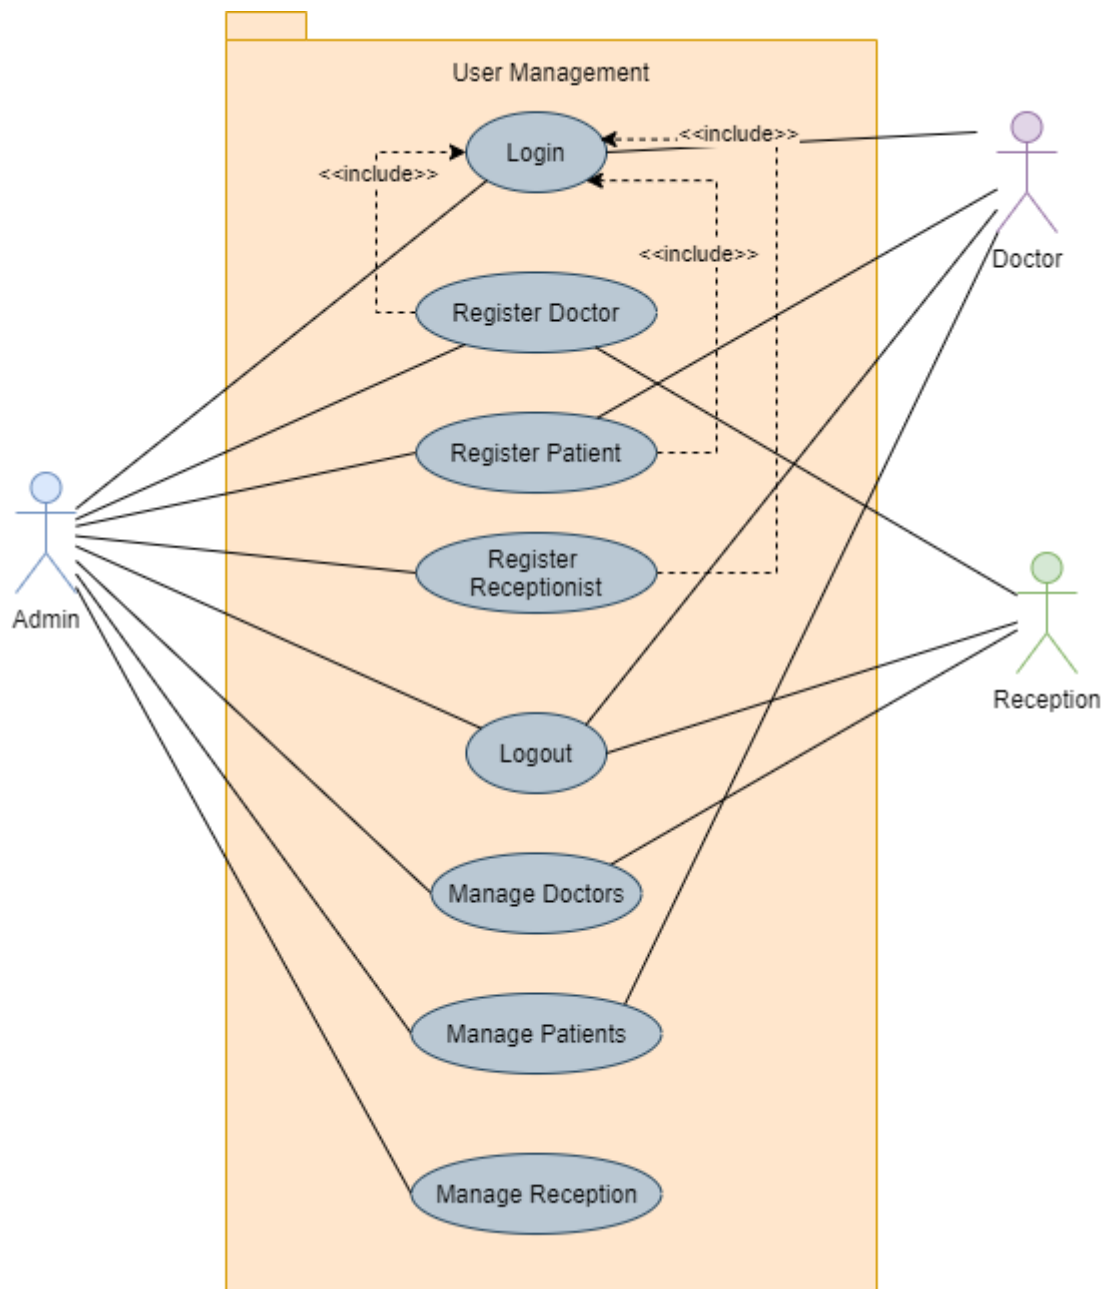 User Management
Login
<<include>>
<<include>>
<<include>>
Doctor
Register Doctor
Register Patient
Register
Receptionist
Admin
Reception
Logout
Manage Doctors
Manage Patients
Manage Reception